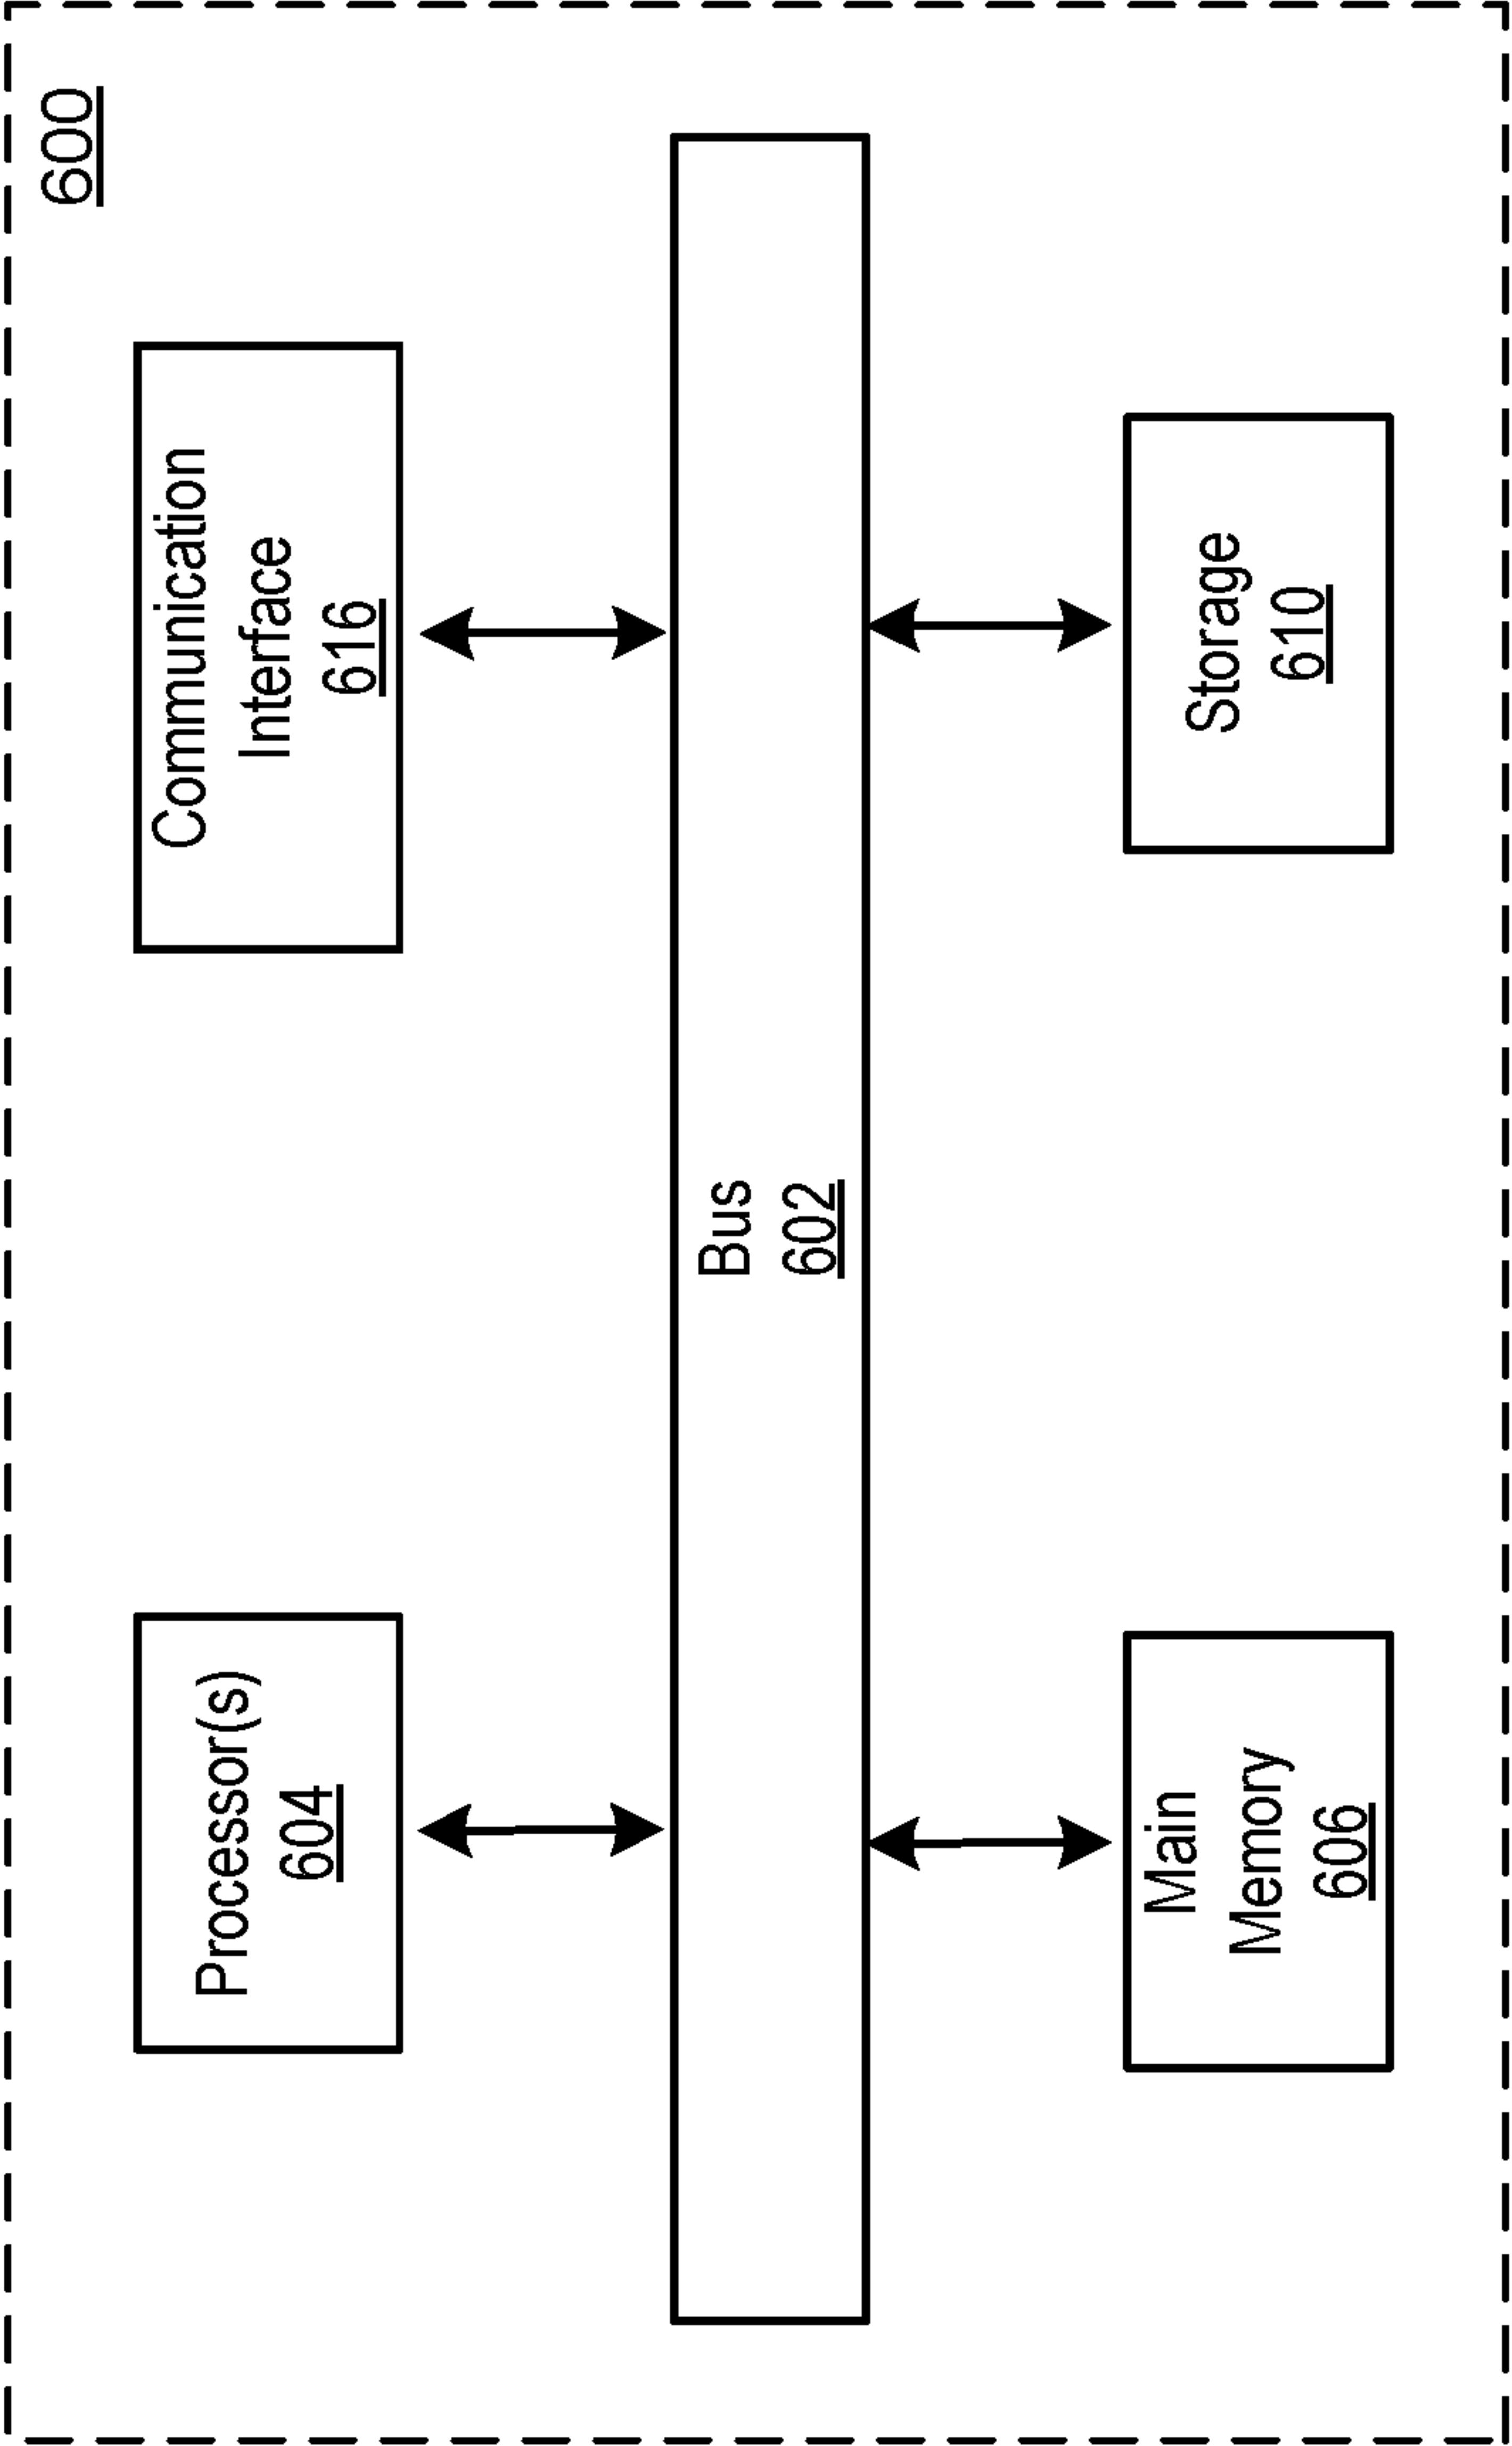 600
Processor(s)
604
Communication
Interface
616
Bus
602
Main
Memory
606
Storage
610